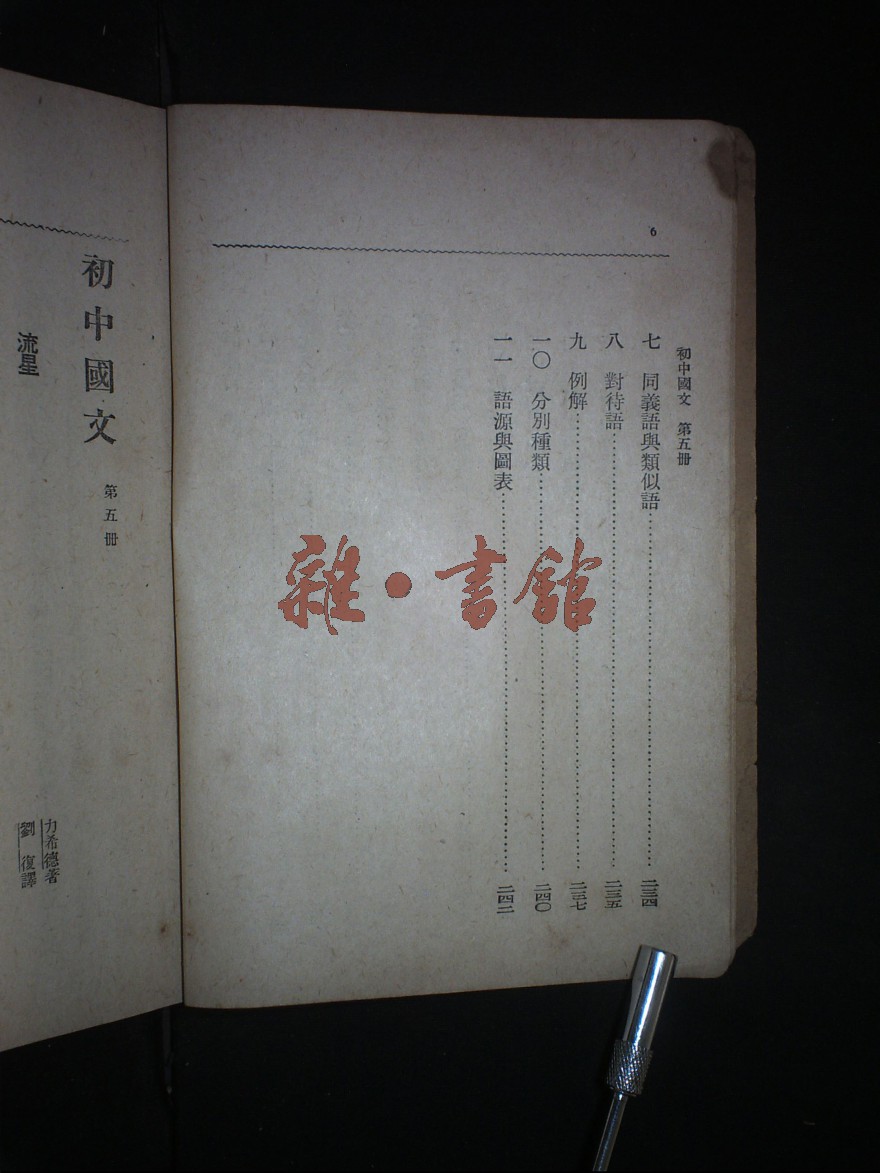 6
初中國文 第五冊
七 同義語與類似語……二三四
八 對待語……二三五
九 例解……二三七
一〇 分別種類……二四〇
一一 語源與圖表……二四二
雜·書館
初中國文 第五冊
流星
力希德著
劉復譯